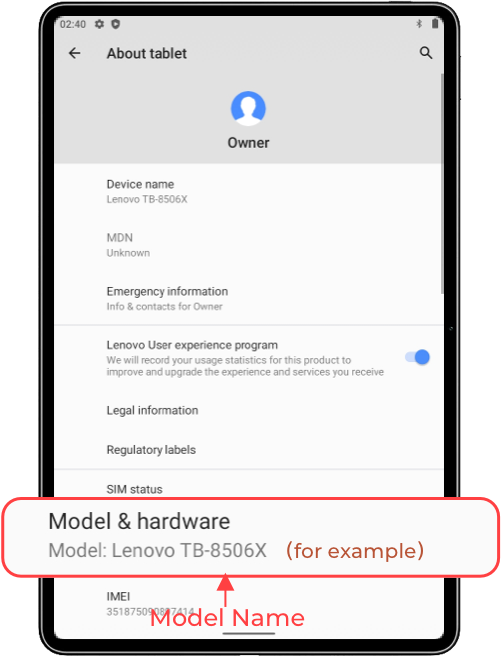 02:40
About tablet
Owner
Device name
Lenovo TB-8506X
MDN
Unknown
Emergency information
Info & contacts for Owner
Lenovo User experience program
We will record your usage statistics for this product to
improve and upgrade the experience and services you receive
Legal information
Regulatory labels
SIM status
Model & hardware
Model: Lenovo TB-8506X (for example)
IMEI
Model Name